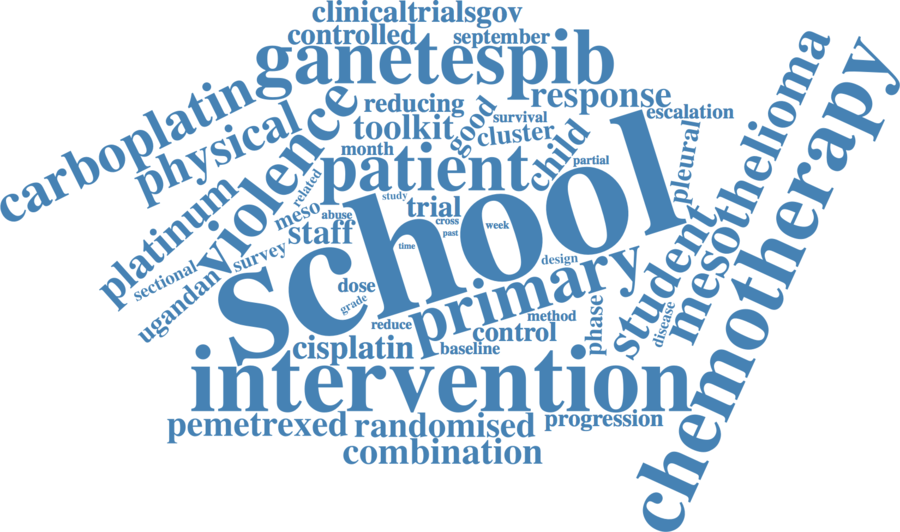 clinicaltrialsgov
controlled
september
ganetespib
carboplatin
physical
violence
reducing
response
toolkit
good
survival
cluster
escalation
month
patient
child
partial
pleural
mesothelioma
chemotherapy
platinum
related
meso
study
abuse
trial
cross
past
week
staff
school
time
sectional
survey
ugandan
design
student
dose
grade
primary
disease
reduce
method
phase
control
cisplatin
baseline
intervention
pemetrexed
randomised
progression
combination